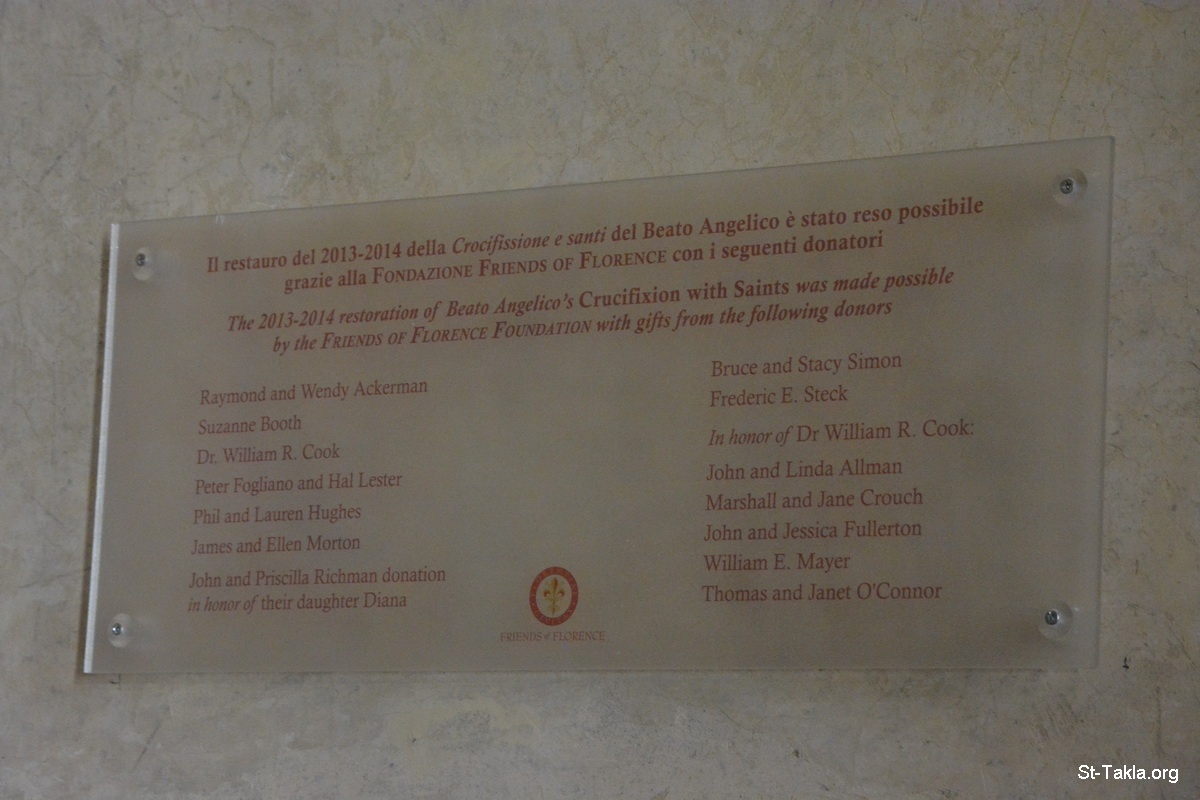 Il restauro del 2013-2014 della Crocifissione e santi del Beato Angelico è stato reso possibile
grazie alla FONDAZIONE FRIENDS OF FLORENCE con i seguenti donatori
The 2013-2014 restoration of Beato Angelico's Crucifixion with Saints was made possible
by the FRIENDS OF FLORENCE FOUNDATION with gifts from the following donors
Raymond and Wendy Ackerman
Suzanne Booth
Dr. William R. Cook
Peter Fogliano and Hal Lester
Phil and Lauren Hughes
James and Ellen Morton
John and Priscilla Richman donation
in honor of their daughter Diana
Bruce and Stacy Simon
Frederic E. Steck
In honor of Dr William R. Cook:
John and Linda Allman
Marshall and Jane Crouch
John and Jessica Fullerton
William E. Mayer
Thomas and Janet O'Connor
FRIENDS of FLORENCE
St-Takla.org